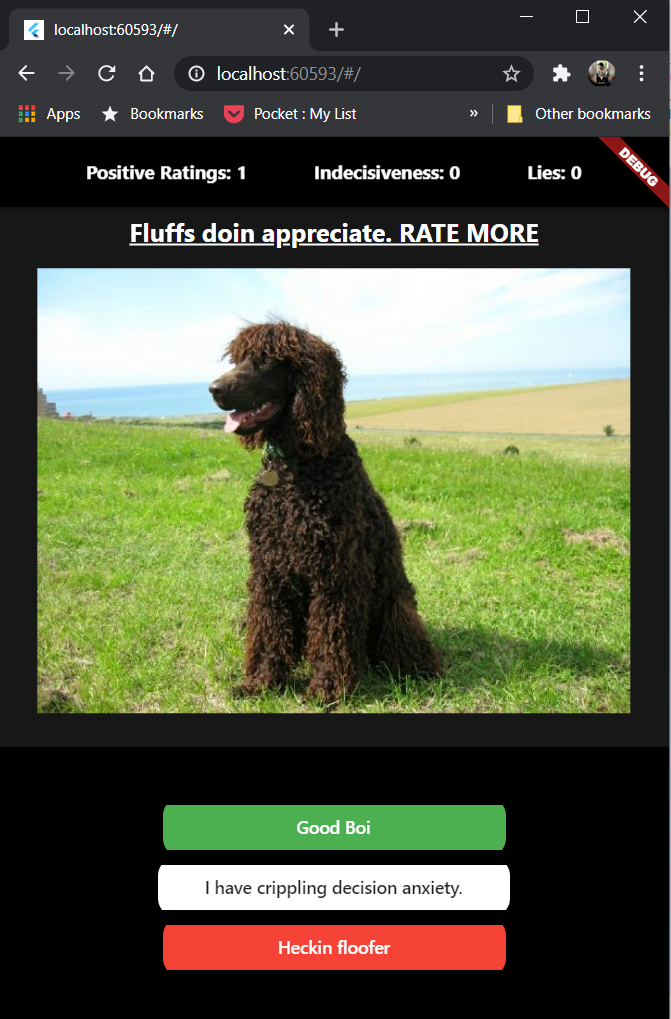 localhost:60593/#/
localhost:60593/#/
Apps
Bookmarks
Pocket : My List
»
Other bookmarks
Positive Ratings: 1
Indecisiveness: 0
Lies: 0
DEBUG
Fluffs doin appreciate. RATE MORE
Good Boi
I have crippling decision anxiety.
Heckin floofer